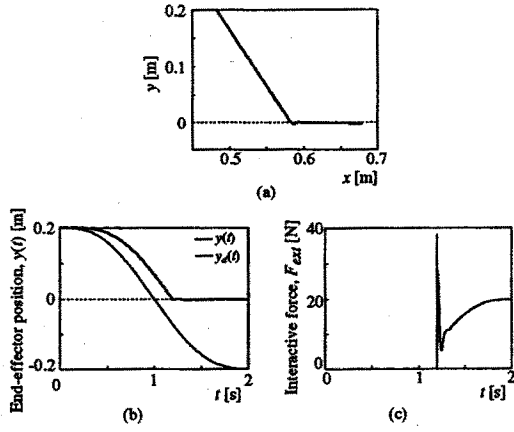 0.2
0.1
0
y [m]
0.5 0.6 0.7
x [m]
(a)
End-effector position, y(t) [m]
0.2
0
-0.2
y(t)
y_d(t)
0 1 2
t [s]
(b)
Interactive force, F_ext [N]
40
20
0
0 1 2
t [s]
(c)